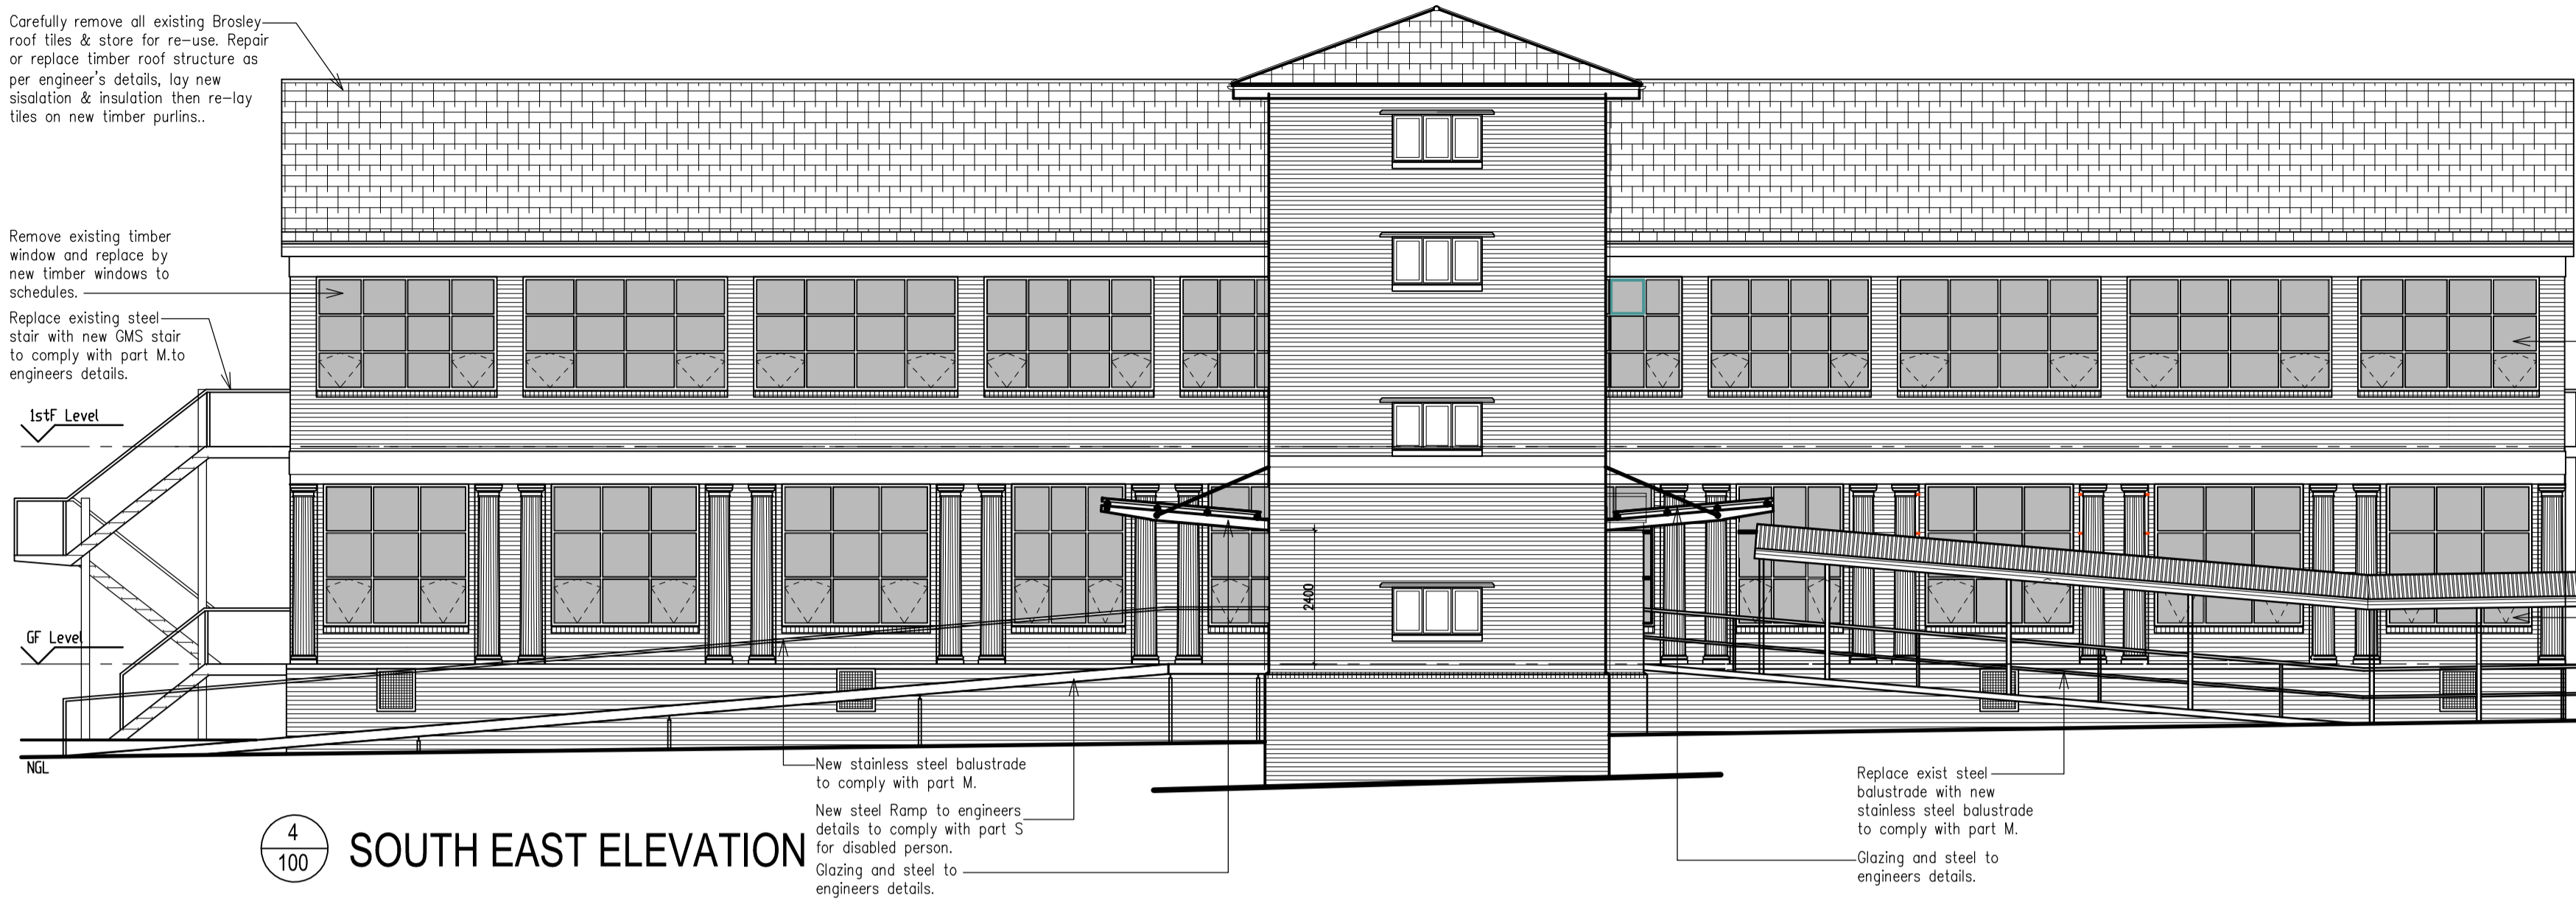 Carefully remove all existing Brosley
roof tiles & store for re-use. Repair
or replace timber roof structure as
per engineer's details, lay new
sisalation & insulation then re-lay
tiles on new timber purlins..
Remove existing timber
window and replace by
new timber windows to
schedules.
Replace existing steel
stair with new GMS stair
to comply with part M.to
engineers details.
1stF Level
GF Level
NGL
2400
New stainless steel balustrade
to comply with part M.
New steel Ramp to engineers
details to comply with part S
for disabled person.
Glazing and steel to
engineers details.
Replace exist steel
balustrade with new
stainless steel balustrade
to comply with part M.
Glazing and steel to
engineers details.
4
100
SOUTH EAST ELEVATION